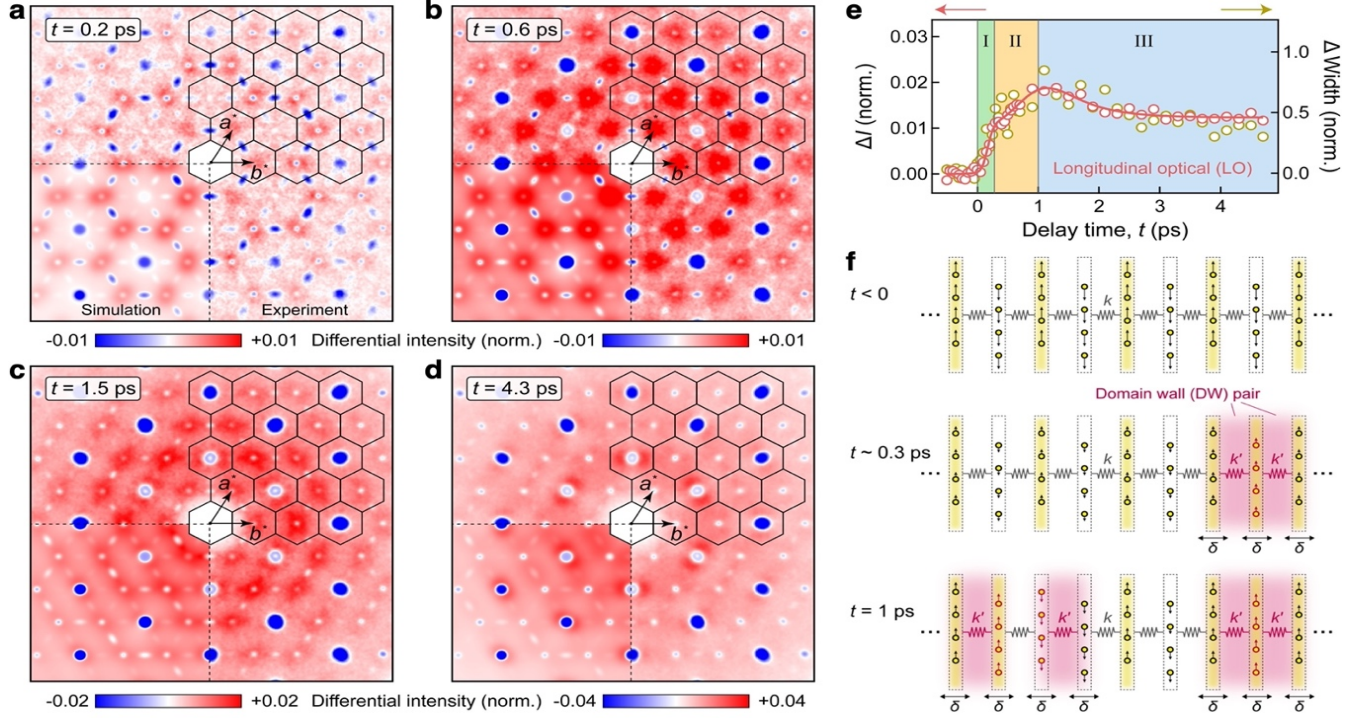 a
t = 0.2 ps
a*
b*
Simulation
Experiment
b
t = 0.6 ps
a*
b*
-0.01
+0.01
Differential intensity (norm.)
-0.01
+0.01
c
t = 1.5 ps
a*
b*
d
t = 4.3 ps
a*
b*
-0.02
+0.02
Differential intensity (norm.)
-0.04
+0.04
e
I
II
III
0.03
0.02
0.01
0.00
ΔI (norm.)
1.0
0.5
0.0
ΔWidth (norm.)
Longitudinal optical (LO)
0
1
2
3
4
Delay time, t (ps)
f
t < 0
k
...
...
Domain wall (DW) pair
t ~ 0.3 ps
k
k'
k'
...
...
δ
δ
δ
t = 1 ps
k'
k'
k
k'
k'
...
...
δ
δ
δ
δ
δ
δ
δ